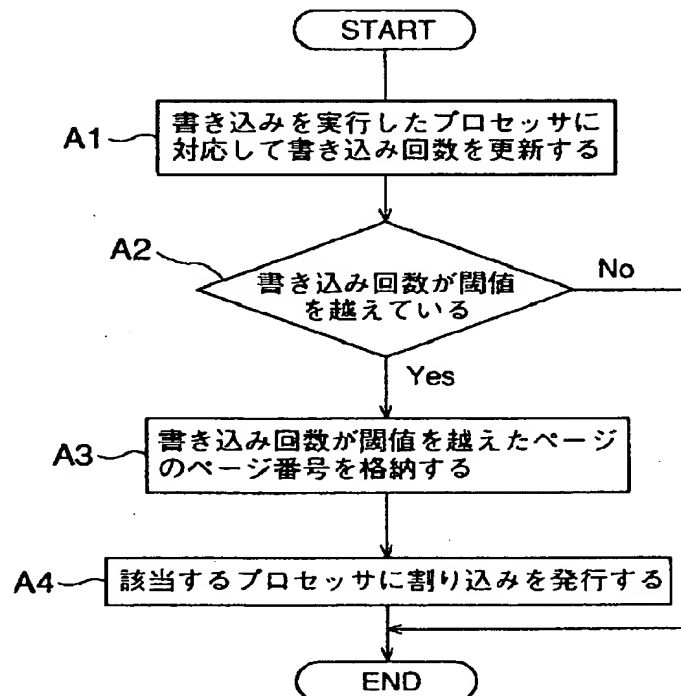 START
A1
書き込みを実行したプロセッサに
対応して書き込み回数を更新する
A2
書き込み回数が閾値
を越えている
No
Yes
A3
書き込み回数が閾値を越えたページ
のページ番号を格納する
A4
該当するプロセッサに割り込みを発行する
END